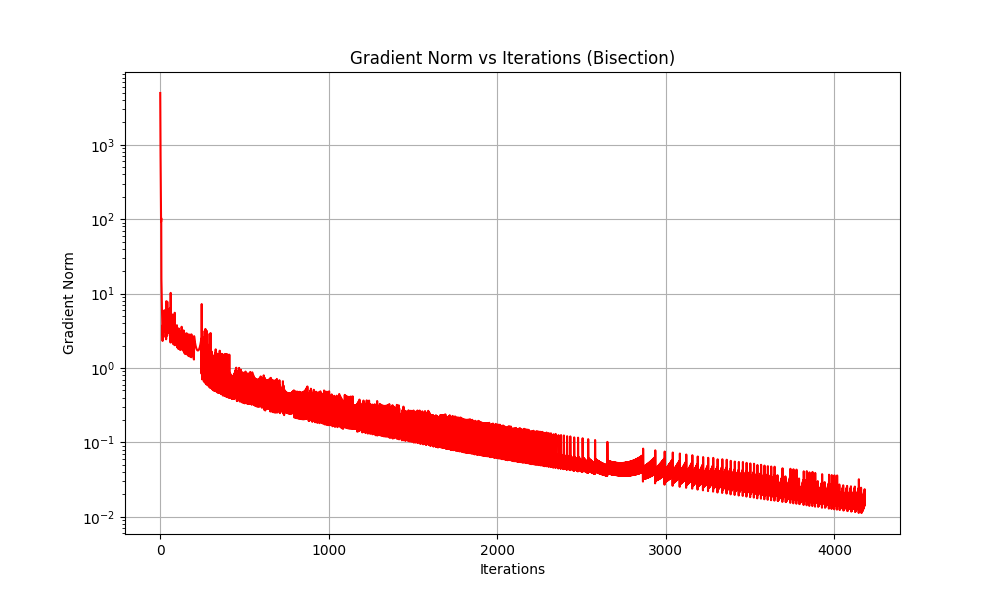 Gradient Norm vs Iterations (Bisection)
Gradient Norm
10³
10²
10¹
10⁰
10⁻¹
10⁻²
0 1000 2000 3000 4000
Iterations